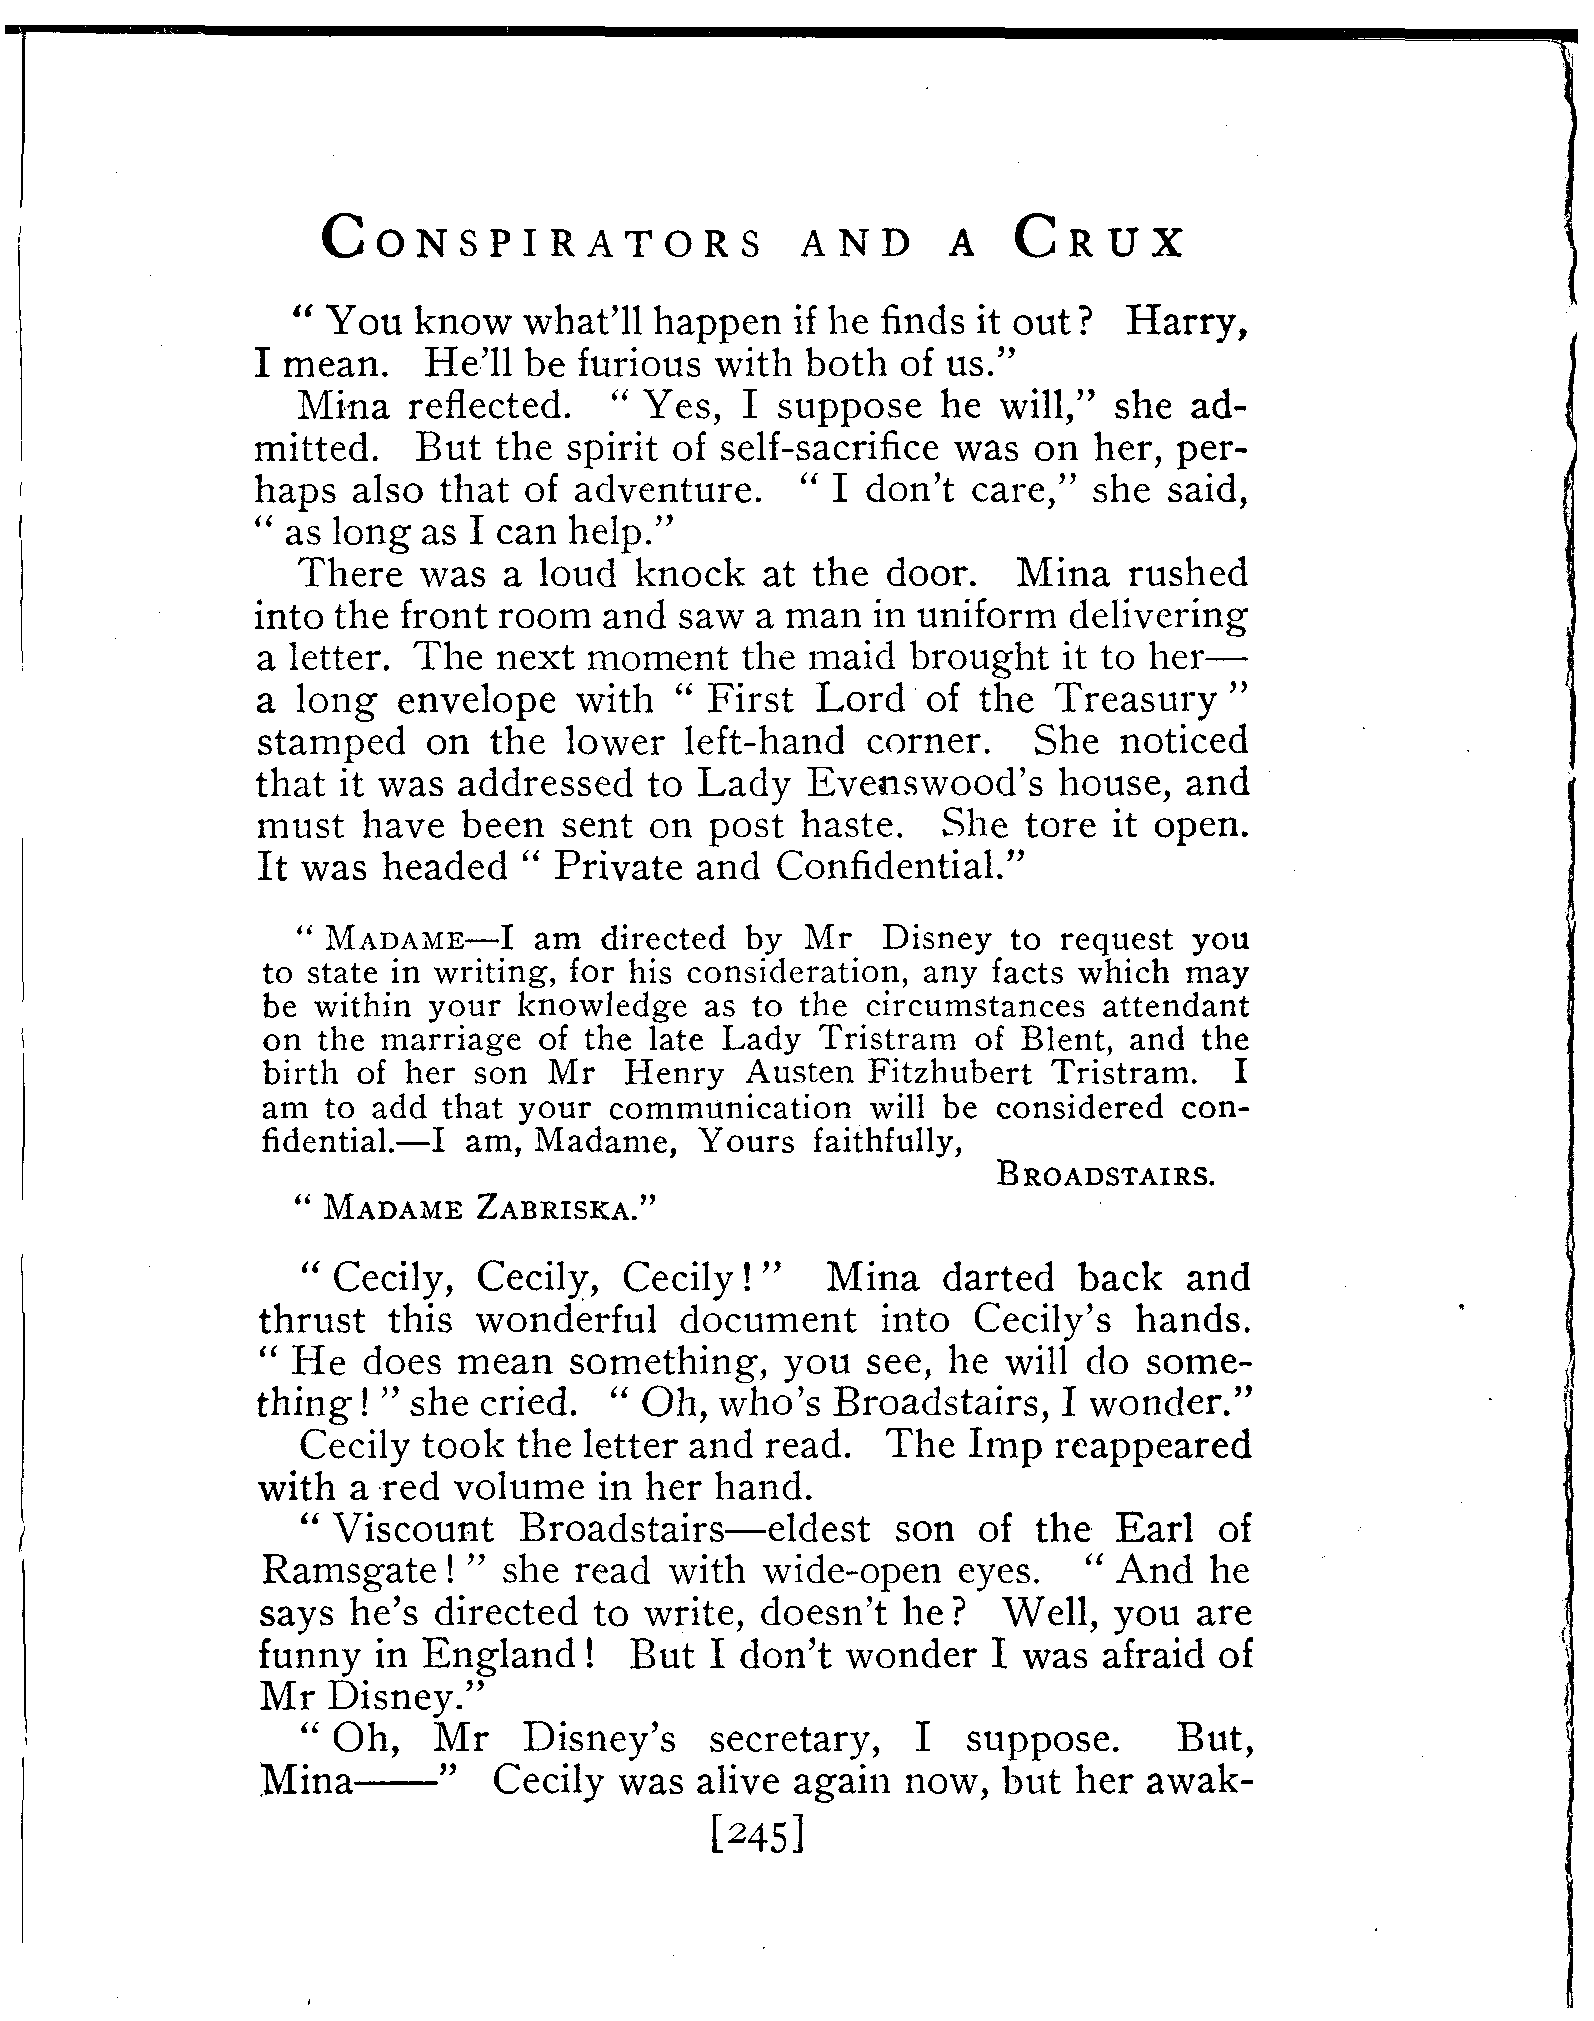 CONSPIRATORS AND A CRUX
" You know what'll happen if he finds it out? Harry,
I mean. He'll be furious with both of us."
Mina reflected. " Yes, I suppose he will," she ad-
mitted. But the spirit of self-sacrifice was on her, per-
haps also that of adventure. " I don't care," she said,
" as long as I can help."
There was a loud knock at the door. Mina rushed
into the front room and saw a man in uniform delivering
a letter. The next moment the maid brought it to her—
a long envelope with " First Lord of the Treasury "
stamped on the lower left-hand corner. She noticed
that it was addressed to Lady Evenswood's house, and
must have been sent on post haste. She tore it open.
It was headed " Private and Confidential."
" MADAME—I am directed by Mr Disney to request you
to state in writing, for his consideration, any facts which may
be within your knowledge as to the circumstances attendant
on the marriage of the late Lady Tristram of Blent, and the
birth of her son Mr Henry Austen Fitzhubert Tristram. I
am to add that your communication will be considered con-
fidential.—I am, Madame, Yours faithfully,
BROADSTAIRS.
" MADAME ZABRISKA."
" Cecily, Cecily, Cecily! " Mina darted back and
thrust this wonderful document into Cecily's hands.
" He does mean something, you see, he will do some-
thing! " she cried. " Oh, who's Broadstairs, I wonder."
Cecily took the letter and read. The Imp reappeared
with a red volume in her hand.
" Viscount Broadstairs—eldest son of the Earl of
Ramsgate! " she read with wide-open eyes. " And he
says he's directed to write, doesn't he? Well, you are
funny in England! But I don't wonder I was afraid of
Mr Disney."
" Oh, Mr Disney's secretary, I suppose. But,
Mina——" Cecily was alive again now, but her awak-
[245]